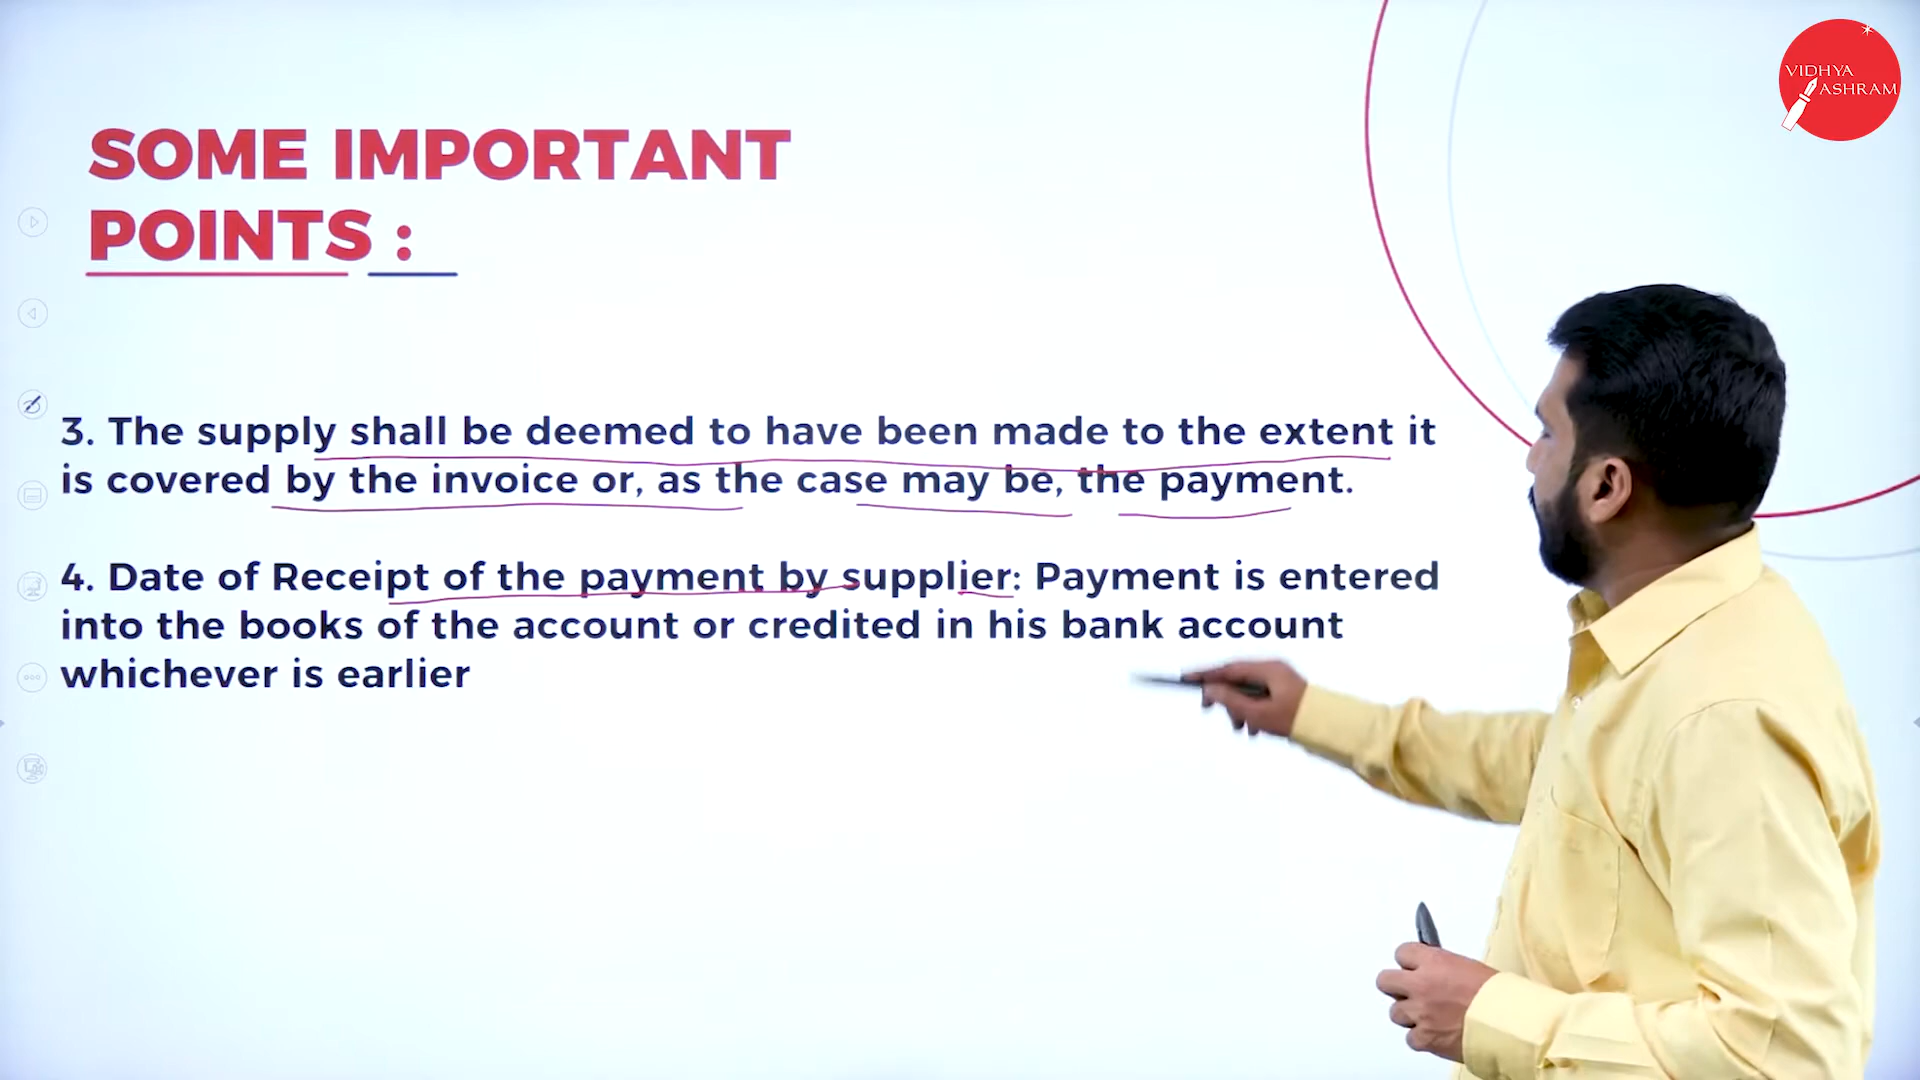 VIDHYA
ASHRAM
SOME IMPORTANT
POINTS :
3. The supply shall be deemed to have been made to the extent it
is covered by the invoice or, as the case may be, the payment.
4. Date of Receipt of the payment by supplier: Payment is entered
into the books of the account or credited in his bank account
whichever is earlier